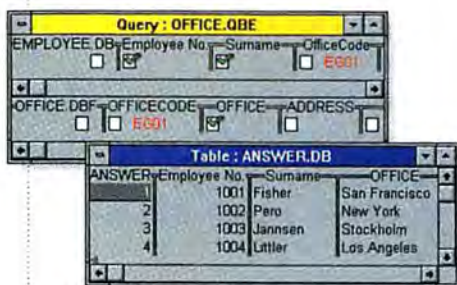 Query : OFFICE.QBE
EMPLOYEE.DB Employee No. Surname OfficeCode
EG01
OFFICE.DBF OFFICECODE OFFICE ADDRESS
EG01
Table : ANSWER.DB
ANSWER Employee No. Surname OFFICE
1 1001 Fisher San Francisco
2 1002 Pero New York
3 1003 Jannsen Stockholm
4 1004 Littler Los Angeles